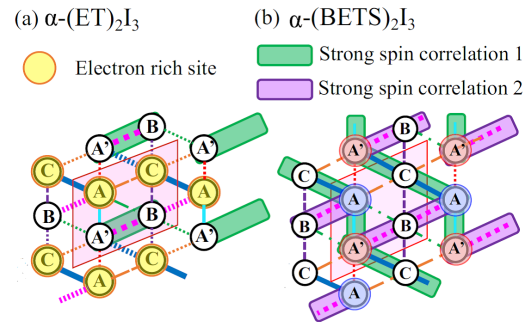 (a) α-(ET)₂I₃
Electron rich site
B
A' A'
C C
A A
B B
A' A'
C C
A
(b) α-(BETS)₂I₃
Strong spin correlation 1
Strong spin correlation 2
B
A' A'
C C
A A
B B
A' A'
C C
A